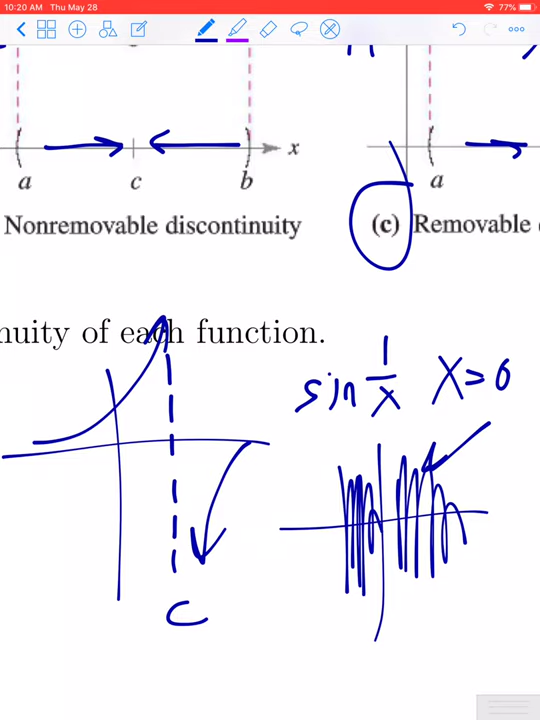 10:20 AM Thu May 28 77%
x
a c b a
Nonremovable discontinuity (c) Removable
nuity of each function.
sin 1/x x=0
c